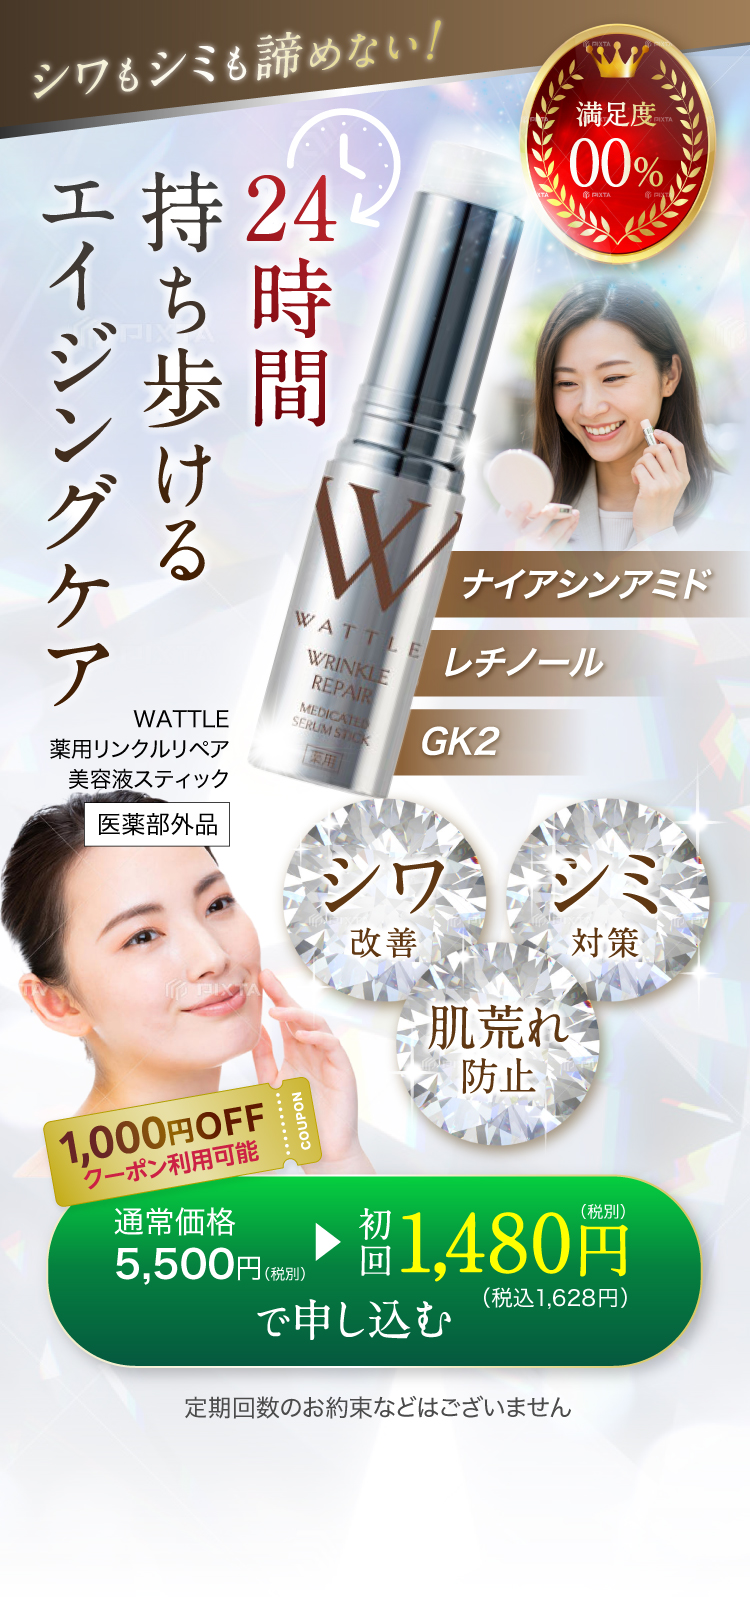 シワもシミも諦めない！
満足度
00%
24時間
持ち歩ける
エイジングケア
WATTLE
WRINKLE
REPAIR
MEDICATED
SERUM STICK
薬用
ナイアシンアミド
レチノール
GK2
WATTLE
薬用リンクルリペア
美容液スティック
医薬部外品
シワ
改善
シミ
対策
肌荒れ
防止
1,000円OFF
クーポン利用可能
COUPON
通常価格
5,500円(税別)
初回1,480円(税別)
(税込1,628円)
で申し込む
定期回数のお約束などはございません
PIXTA